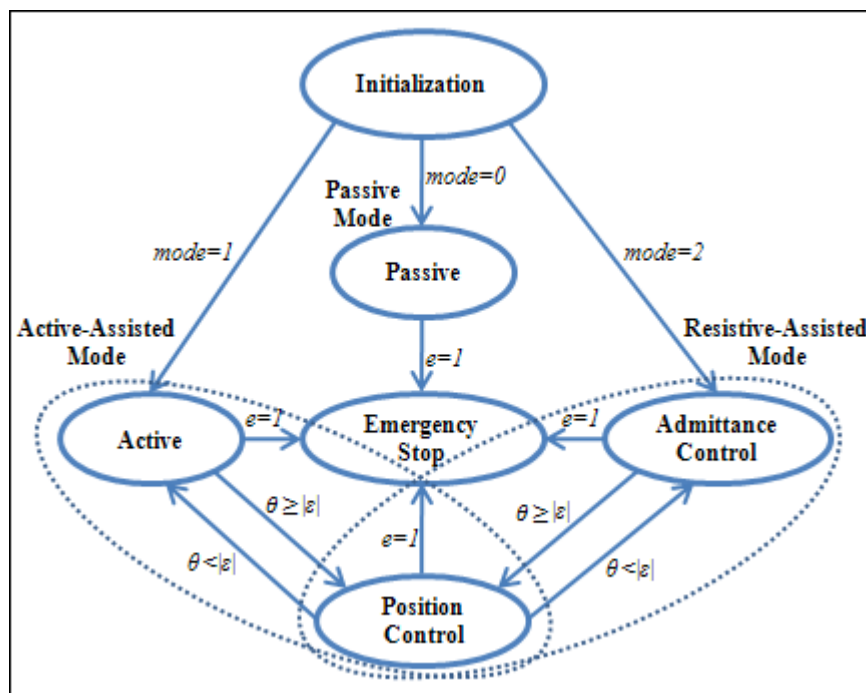 Initialization
mode=0
Passive
Mode
mode=1
Passive
mode=2
Active-Assisted
Mode
Resistive-Assisted
Mode
e=1
Active
e=1
Emergency
Stop
e=1
Admittance
Control
θ ≥ |ε|
θ < |ε|
e=1
θ ≥ |ε|
θ < |ε|
Position
Control